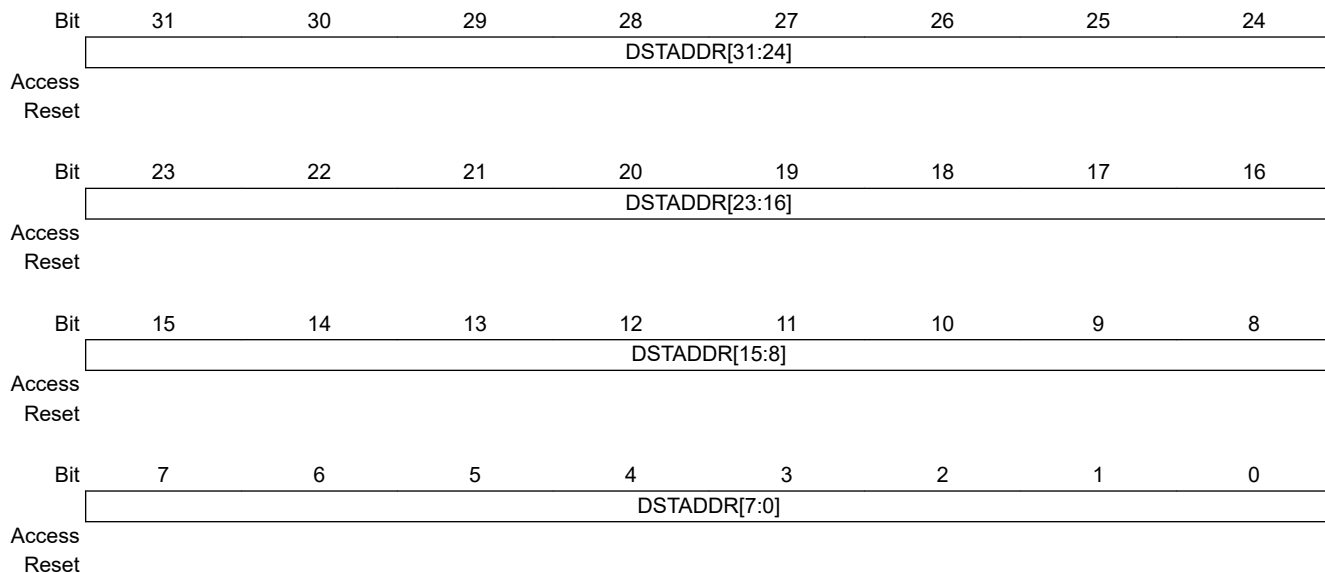 Bit 31 30 29 28 27 26 25 24
DSTADDR[31:24]
Access
Reset
Bit 23 22 21 20 19 18 17 16
DSTADDR[23:16]
Access
Reset
Bit 15 14 13 12 11 10 9 8
DSTADDR[15:8]
Access
Reset
Bit 7 6 5 4 3 2 1 0
DSTADDR[7:0]
Access
Reset